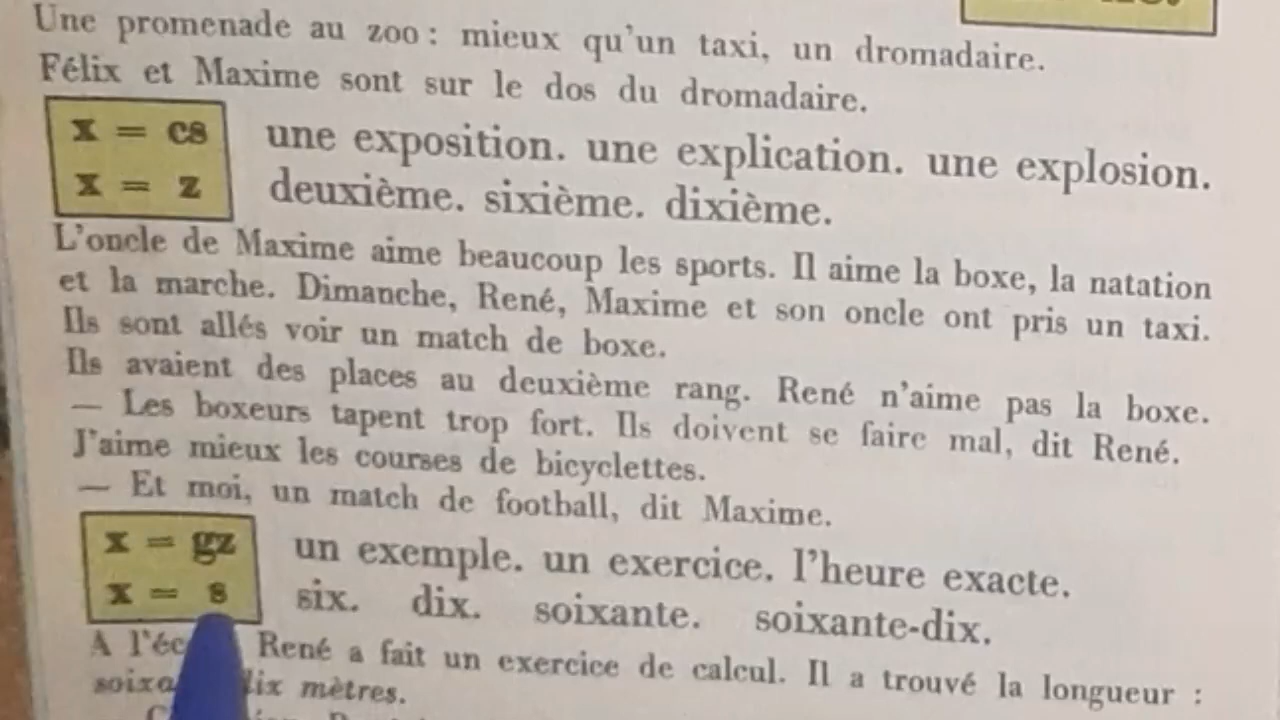 Une promenade au zoo : mieux qu'un taxi, un dromadaire.
Félix et Maxime sont sur le dos du dromadaire.
x = cs une exposition. une explication. une explosion.
x = z deuxième. sixième. dixième.
L'oncle de Maxime aime beaucoup les sports. Il aime la boxe, la natation
et la marche. Dimanche, René, Maxime et son oncle ont pris un taxi.
Ils sont allés voir un match de boxe.
Ils avaient des places au deuxième rang. René n'aime pas la boxe.
— Les boxeurs tapent trop fort. Ils doivent se faire mal, dit René.
J'aime mieux les courses de bicyclettes.
— Et moi, un match de football, dit Maxime.
x = gz un exemple. un exercice. l'heure exacte.
x = s six. dix. soixante. soixante-dix.
A l'éc René a fait un exercice de calcul. Il a trouvé la longueur :
soixa dix mètres.